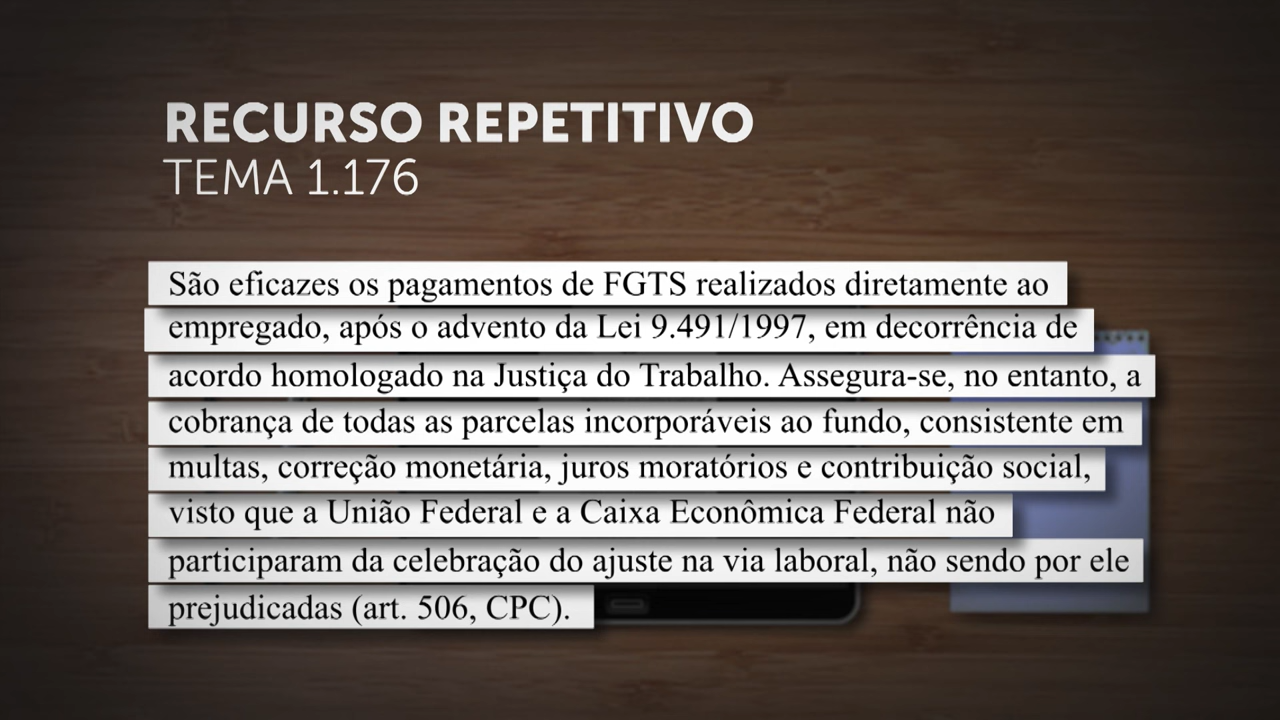 RECURSO REPETITIVO
TEMA 1.176
São eficazes os pagamentos de FGTS realizados diretamente ao
empregado, após o advento da Lei 9.491/1997, em decorrência de
acordo homologado na Justiça do Trabalho. Assegura-se, no entanto, a
cobrança de todas as parcelas incorporáveis ao fundo, consistente em
multas, correção monetária, juros moratórios e contribuição social,
visto que a União Federal e a Caixa Econômica Federal não
participaram da celebração do ajuste na via laboral, não sendo por ele
prejudicadas (art. 506, CPC).